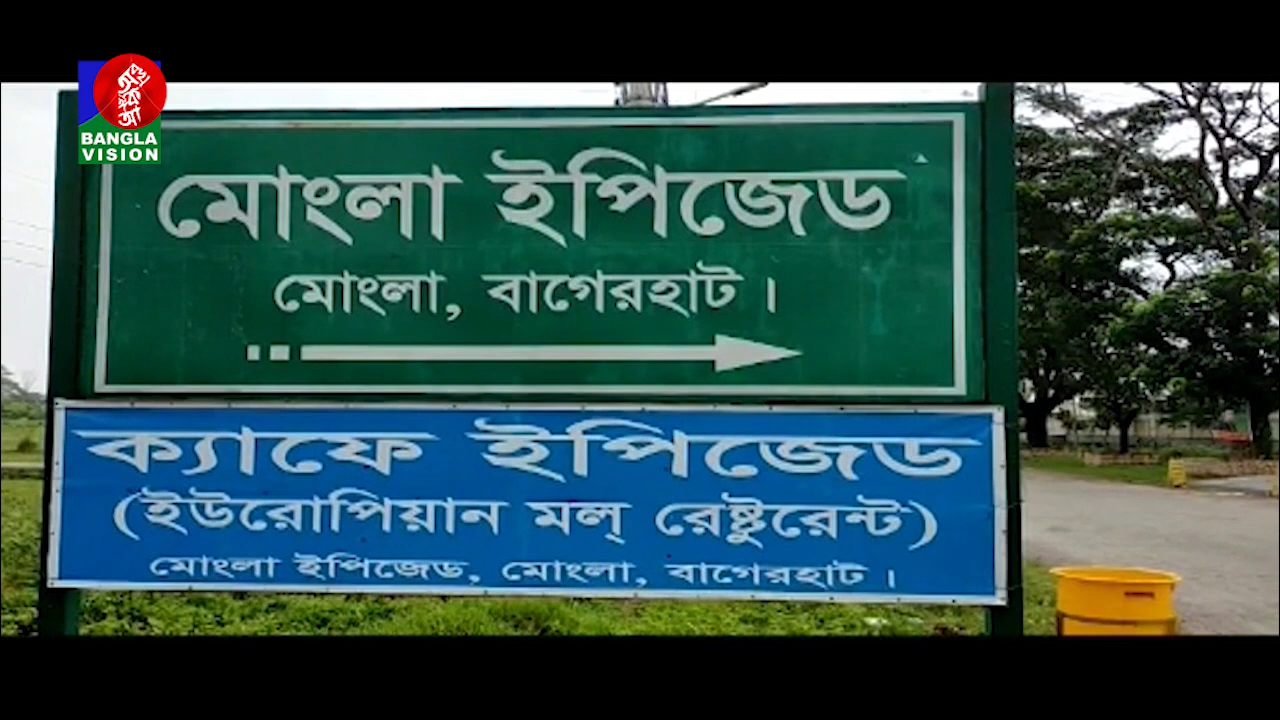 BANGLA
VISION
মোংলা ইপিজেড
মোংলা, বাগেরহাট।
ক্যাফে ইপিজেড
(ইউরোপিয়ান মল্ রেষ্টুরেন্ট)
মোংলা ইপিজেড, মোংলা, বাগেরহাট।